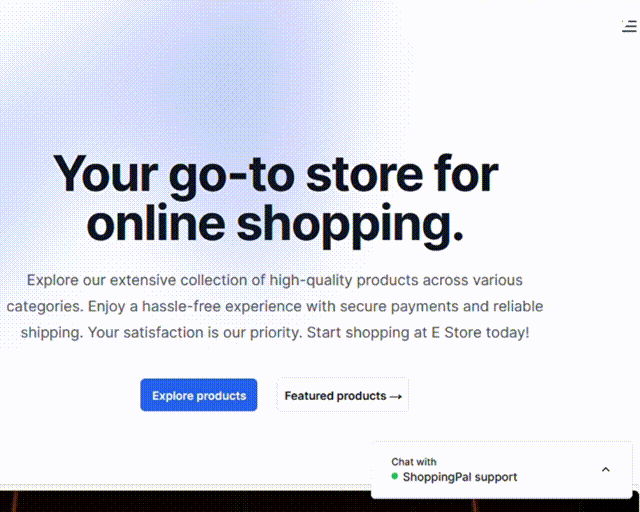 Your go-to store for
online shopping.
Explore our extensive collection of high-quality products across various
categories. Enjoy a hassle-free experience with secure payments and reliable
shipping. Your satisfaction is our priority. Start shopping at E Store today!
Explore products
Featured products →
Chat with
ShoppingPal support